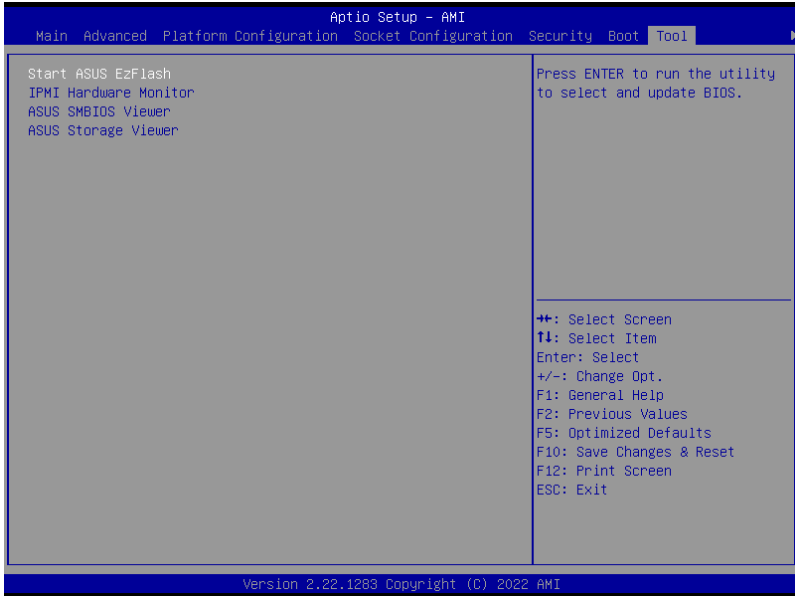 Aptio Setup – AMI
Main Advanced Platform Configuration Socket Configuration Security Boot Tool
Start ASUS EzFlash
IPMI Hardware Monitor
ASUS SMBIOS Viewer
ASUS Storage Viewer
Press ENTER to run the utility
to select and update BIOS.
→←: Select Screen
↑↓: Select Item
Enter: Select
+/-: Change Opt.
F1: General Help
F2: Previous Values
F5: Optimized Defaults
F10: Save Changes & Reset
F12: Print Screen
ESC: Exit
Version 2.22.1283 Copyright (C) 2022 AMI